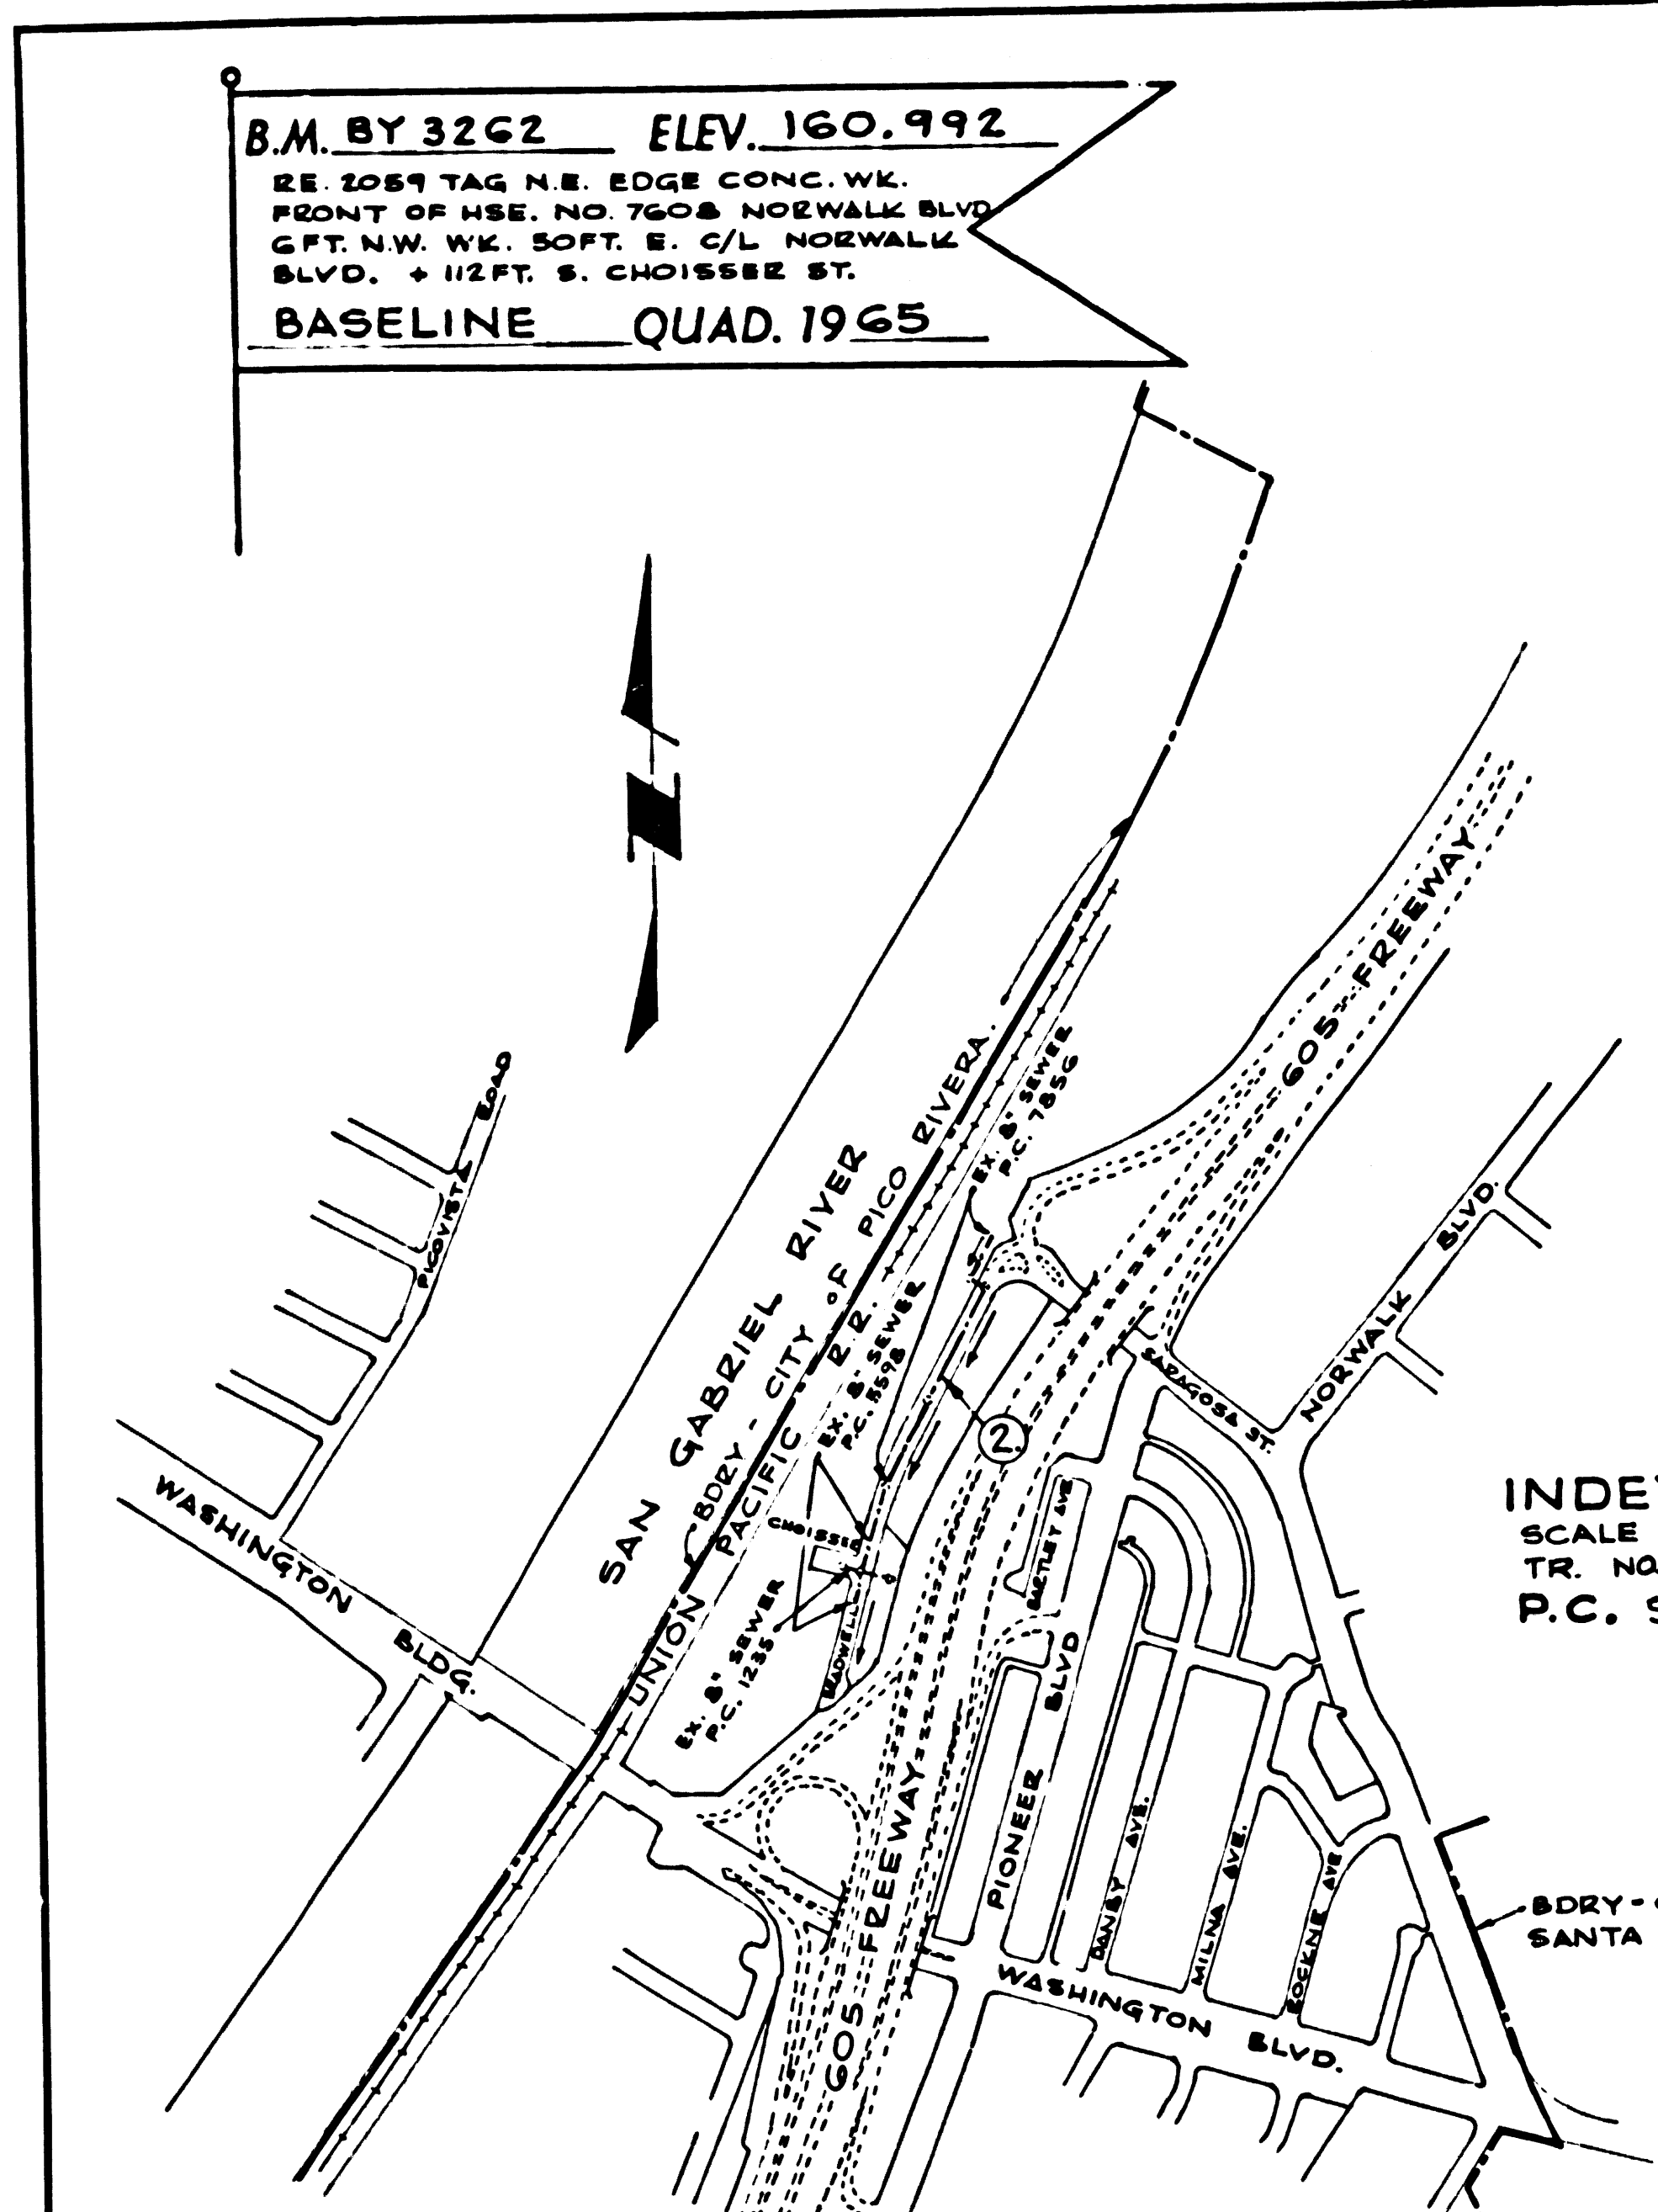 B.M. BY 3262 ELEV. 160.992
RE. 2059 TAG N.E. EDGE CONC. WK.
FRONT OF HSE. NO. 7608 NORWALK BLVD
6FT. N.W. WK. 50FT. E. C/L NORWALK
BLVD. + 112FT. S. CHOISSER ST.
BASELINE QUAD. 1965
N
605 FREEWAY
PICOVISTA ROAD
SAN GABRIEL RIVER
BDRY - CITY OF PICO RIVERA.
UNION PACIFIC R.R.
EX. 8" SEWER
P.C. 7856
EX. 8" SEWER
P.C. 5598
NORWALK BLVD.
SARAGOSA ST.
2
WASHINGTON
BLDG.
CHOISSER
EX. 8" SEWER
P.C. 1235
BARTLEY AVE
PIONEER BLVD
DANBY AVE.
MILNA AVE.
BOCKNE AVE
605 FREEWAY
WASHINGTON BLVD.
INDE
SCALE
TR. NO.
P.C. S
BDRY - C
SANTA